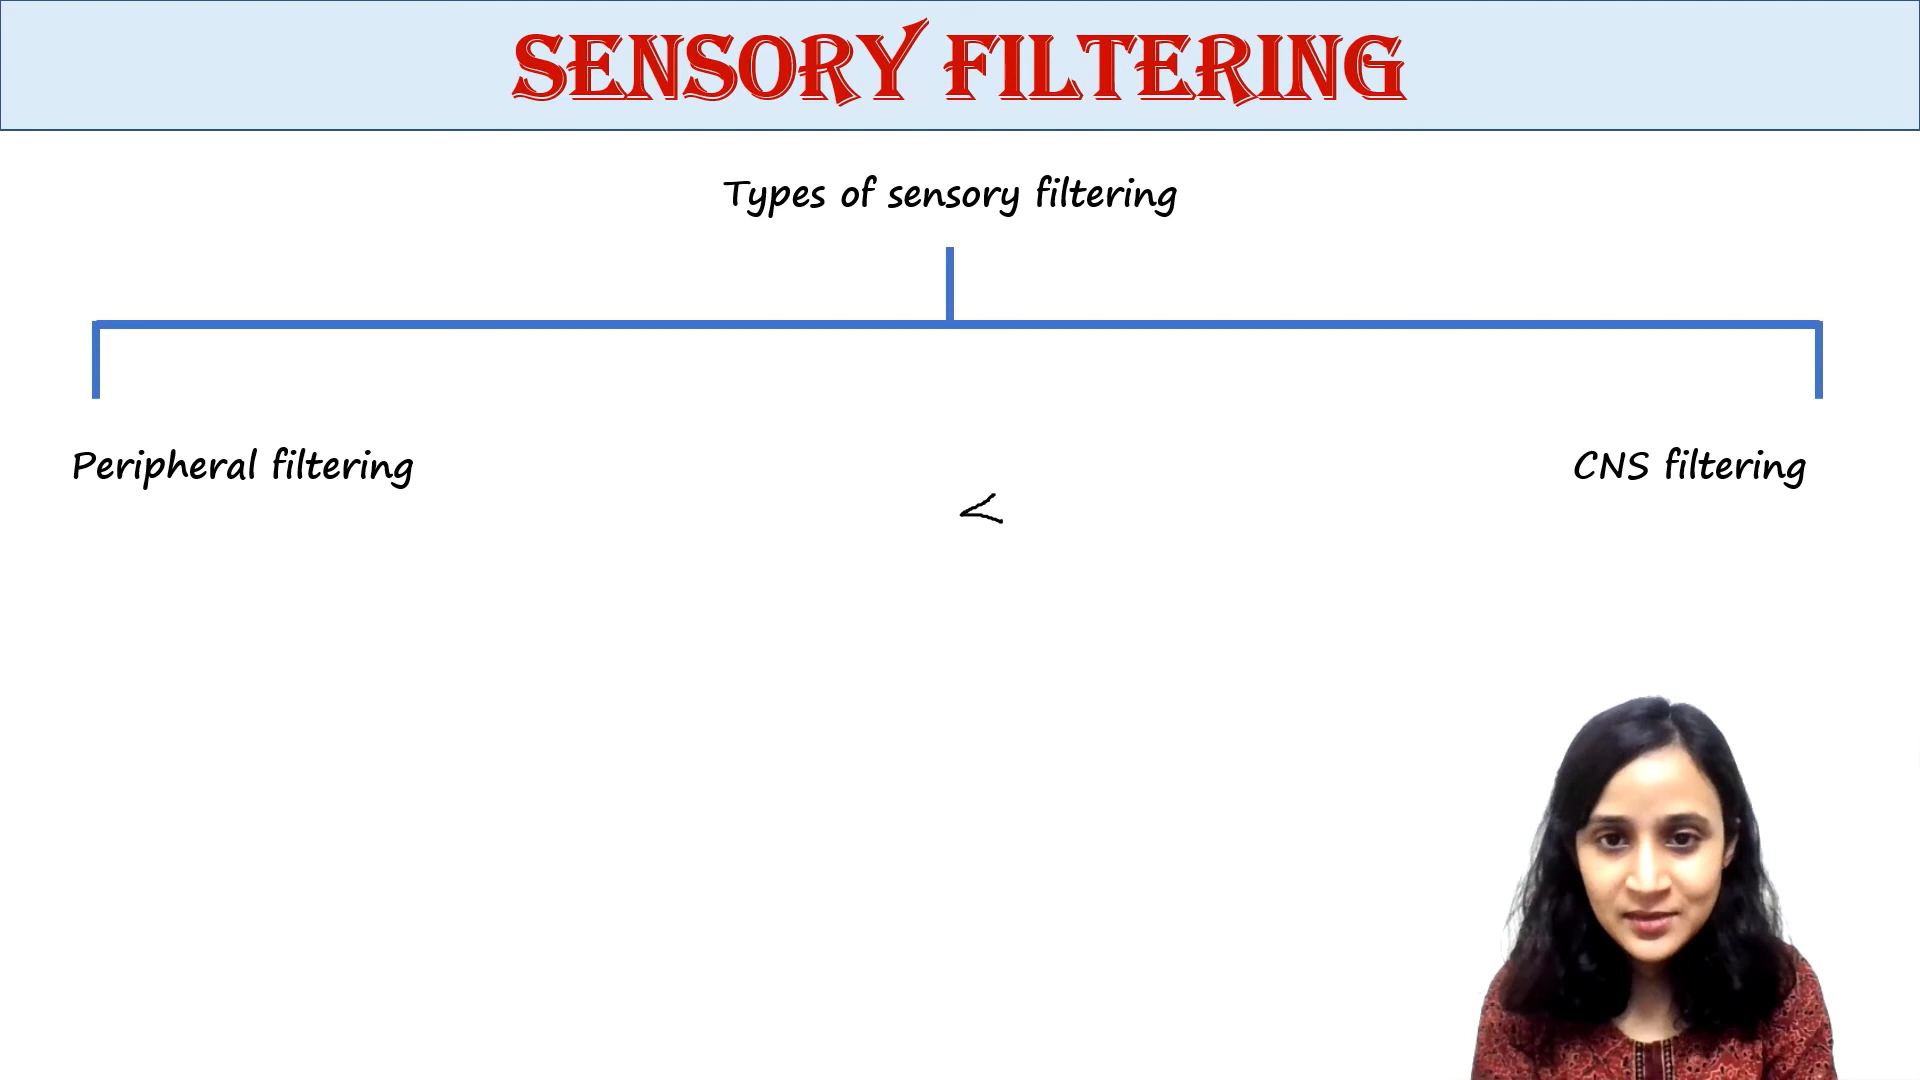 SENSORY FILTERING
Types of sensory filtering
Peripheral filtering
CNS filtering
<